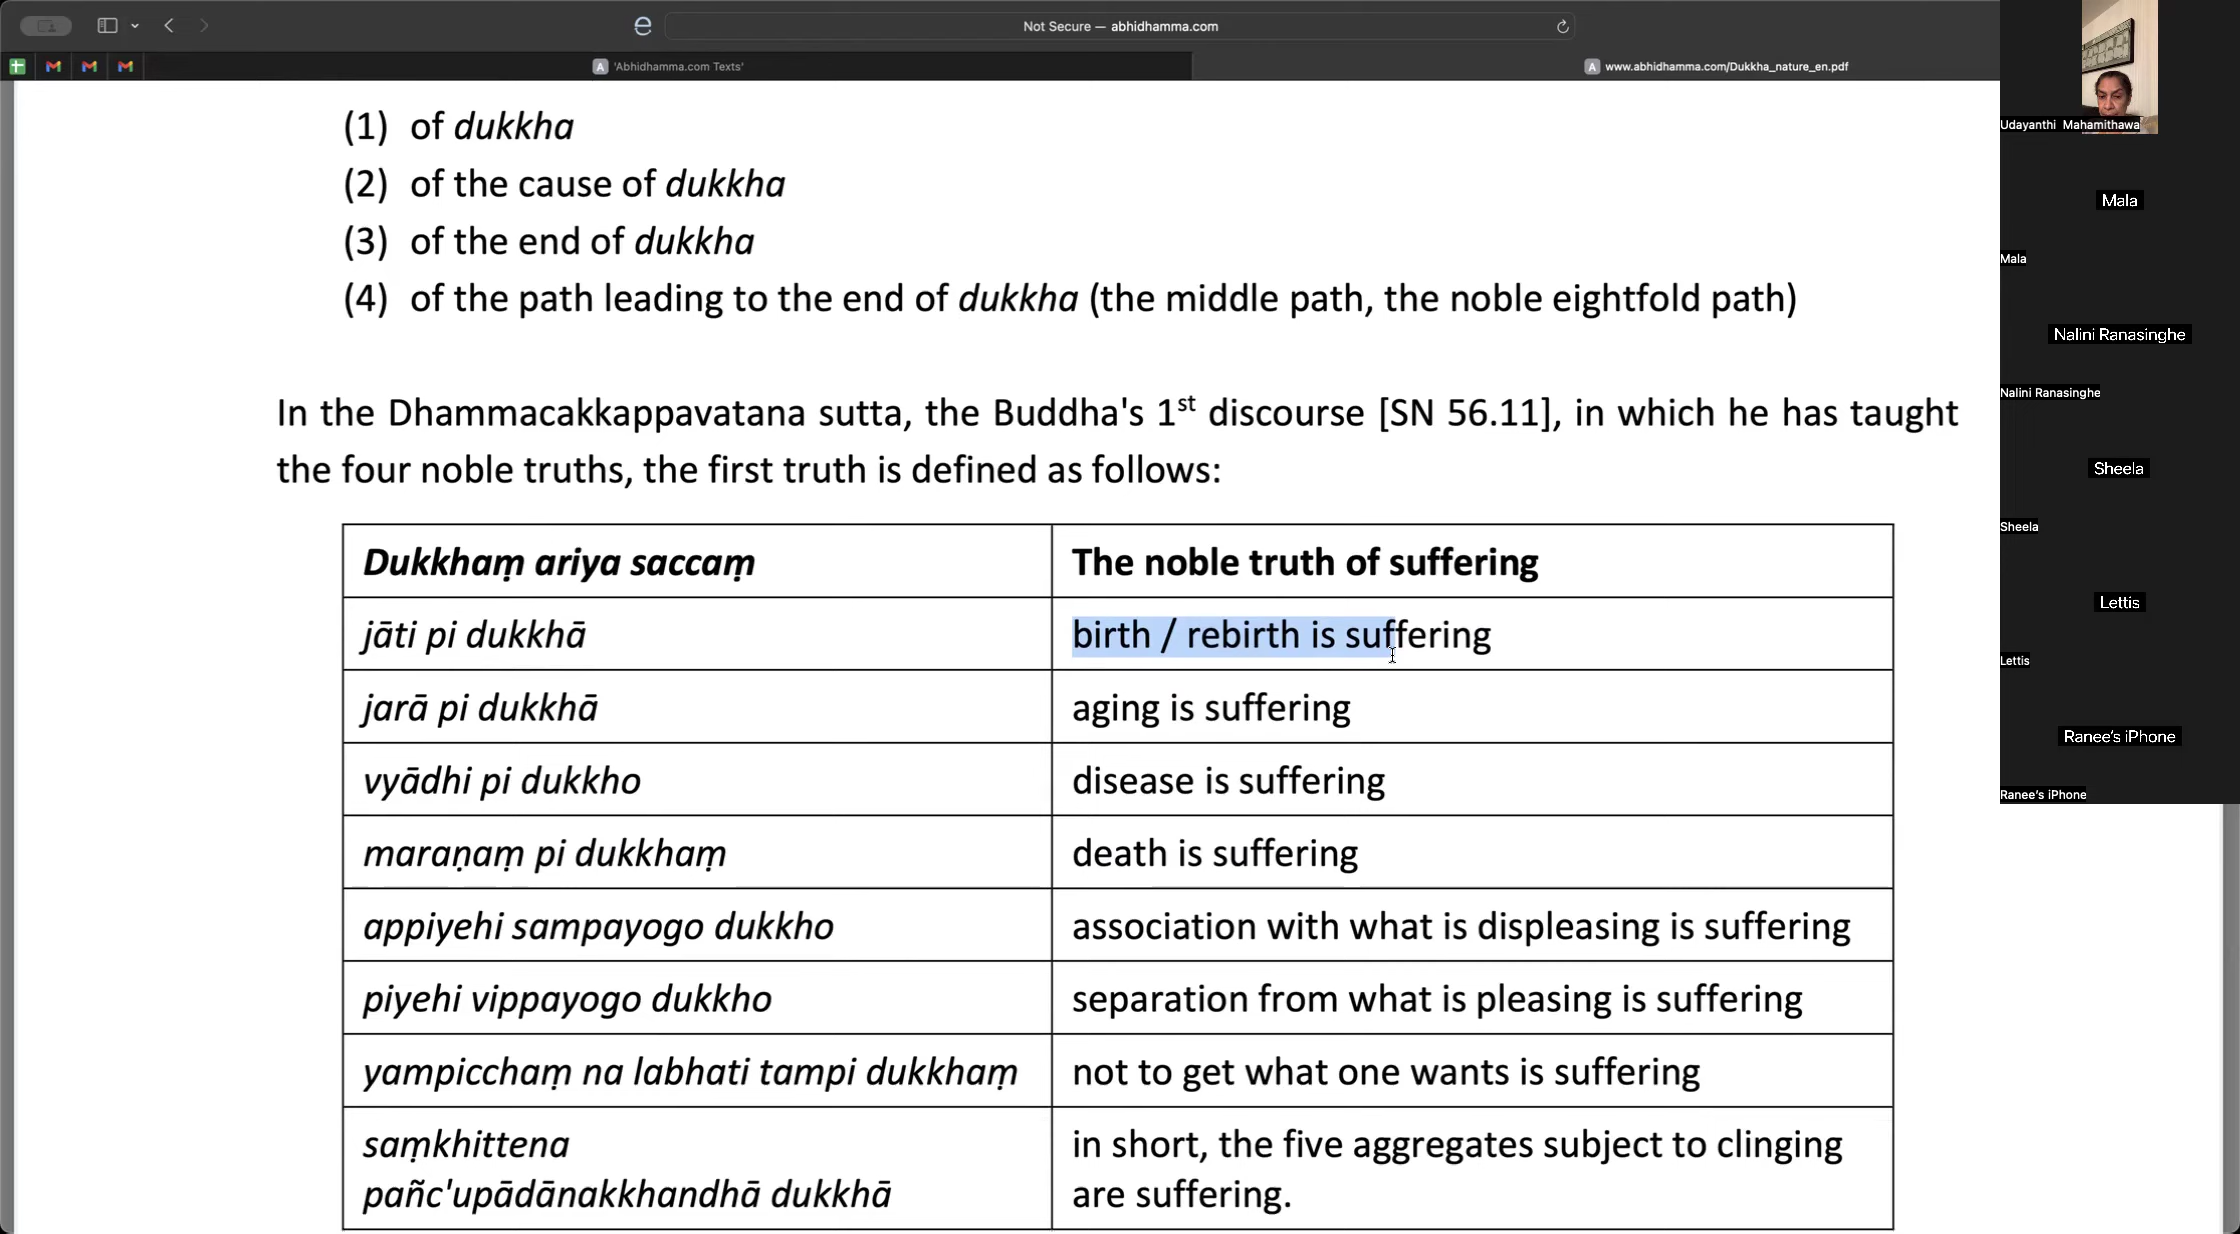 Not Secure — abhidhamma.com
'Abhidhamma.com Texts'
www.abhidhamma.com/Dukkha_nature_en.pdf
(1) of dukkha
(2) of the cause of dukkha
(3) of the end of dukkha
(4) of the path leading to the end of dukkha (the middle path, the noble eightfold path)
In the Dhammacakkappavatana sutta, the Buddha's 1st discourse [SN 56.11], in which he has taught
the four noble truths, the first truth is defined as follows:
Dukkhaṃ ariya saccaṃ The noble truth of suffering
jāti pi dukkhā birth / rebirth is suffering
jarā pi dukkhā aging is suffering
vyādhi pi dukkho disease is suffering
maraṇaṃ pi dukkhaṃ death is suffering
appiyehi sampayogo dukkho association with what is displeasing is suffering
piyehi vippayogo dukkho separation from what is pleasing is suffering
yampicchaṃ na labhati tampi dukkhaṃ not to get what one wants is suffering
saṃkhittena in short, the five aggregates subject to clinging
pañc'upādānakkhandhā dukkhā are suffering.
Udayanthi Mahamithawa
Mala
Mala
Nalini Ranasinghe
Nalini Ranasinghe
Sheela
Sheela
Lettis
Lettis
Ranee's iPhone
Ranee's iPhone